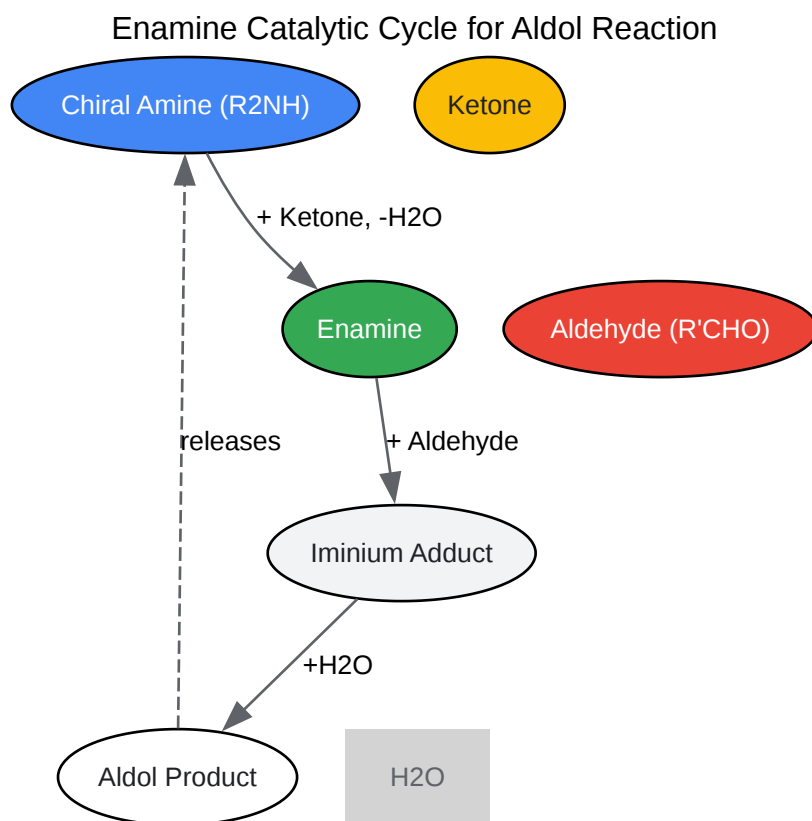 Enamine Catalytic Cycle for Aldol Reaction
Chiral Amine (R2NH)
Ketone
+ Ketone, -H2O
Enamine
Aldehyde (R'CHO)
releases
+ Aldehyde
Iminium Adduct
+H2O
Aldol Product
H2O